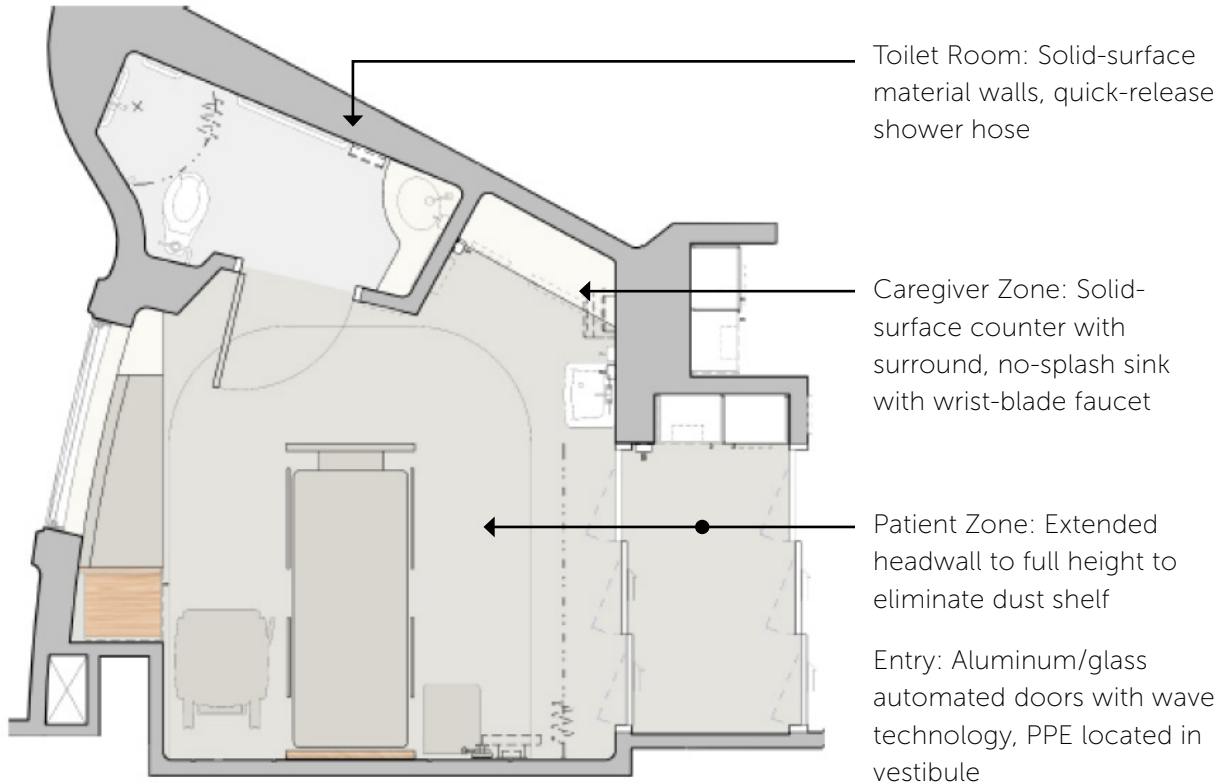 Toilet Room: Solid-surface
material walls, quick-release
shower hose
Caregiver Zone: Solid-
surface counter with
surround, no-splash sink
with wrist-blade faucet
Patient Zone: Extended
headwall to full height to
eliminate dust shelf
Entry: Aluminum/glass
automated doors with wave
technology, PPE located in
vestibule